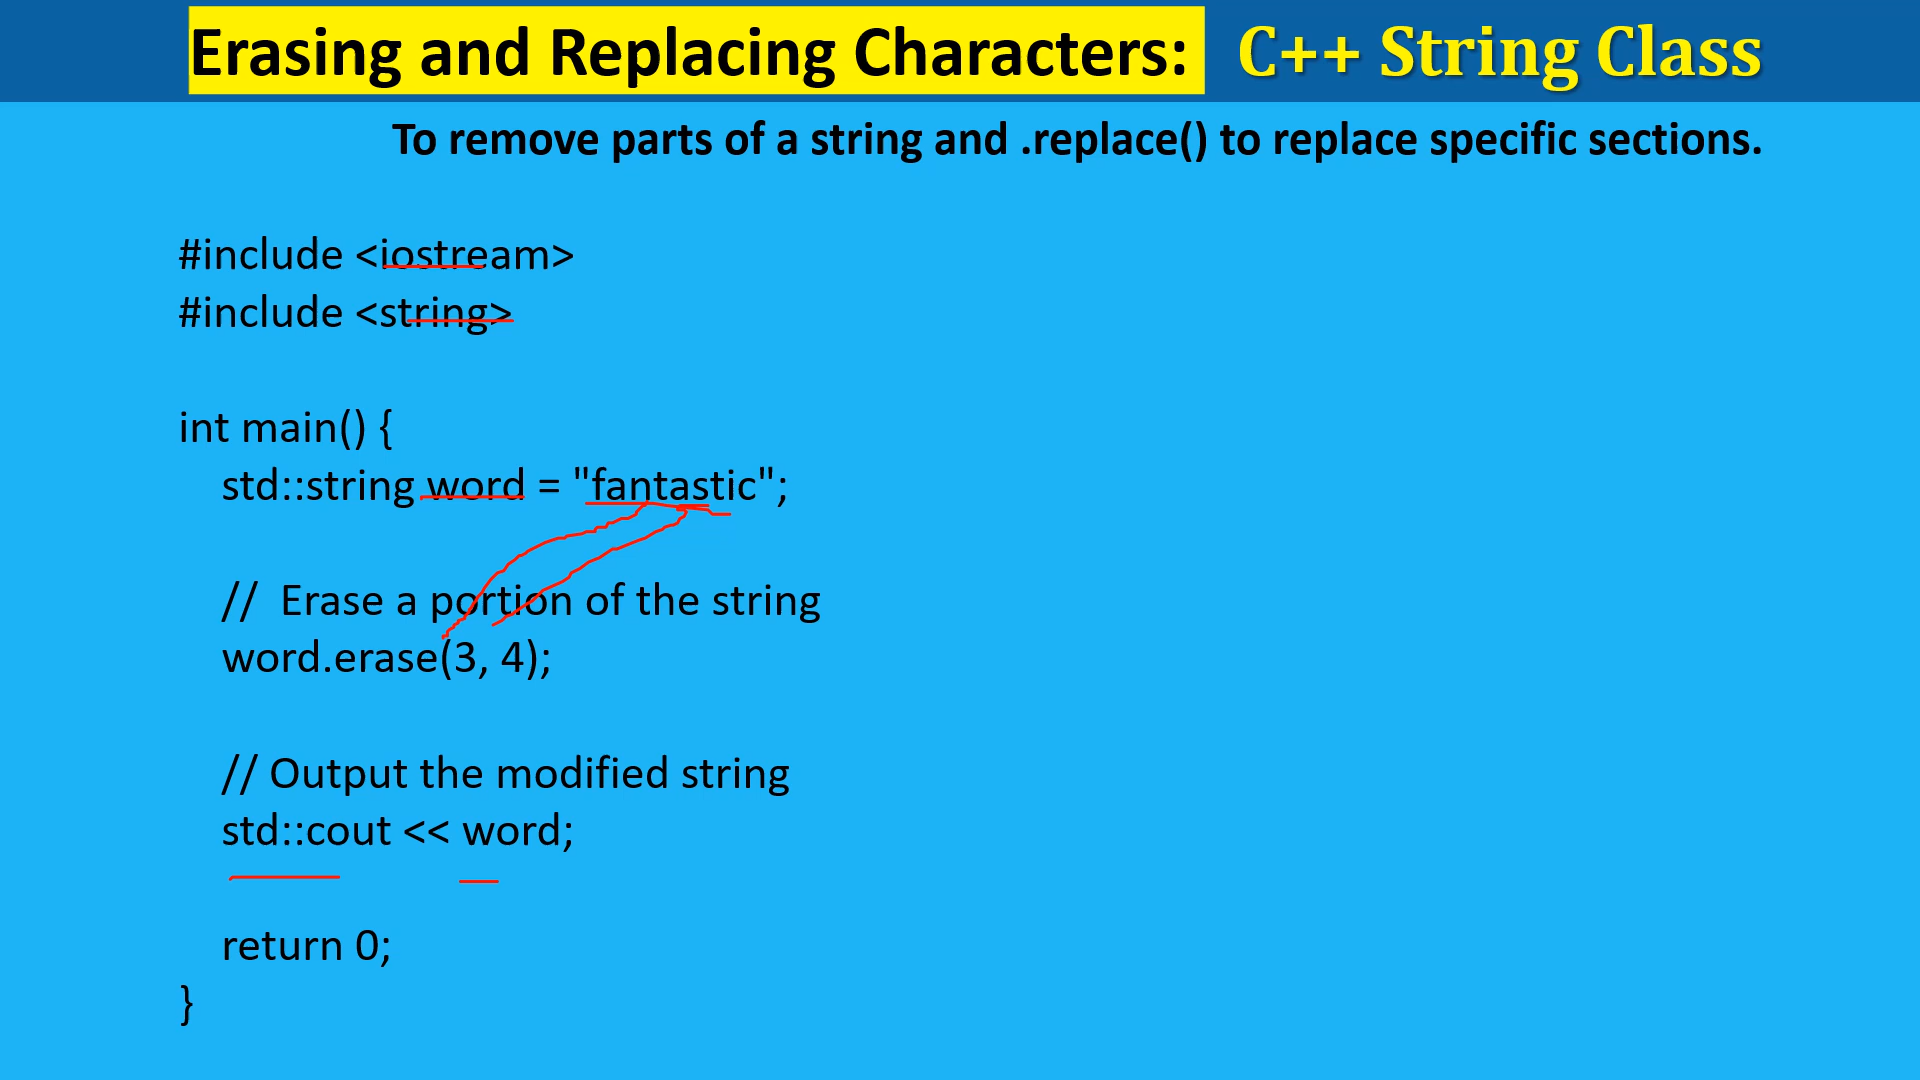 Erasing and Replacing Characters: C++ String Class
To remove parts of a string and .replace() to replace specific sections.
#include <iostream>
#include <string>
int main() {
std::string word = "fantastic";
// Erase a portion of the string
word.erase(3, 4);
// Output the modified string
std::cout << word;
return 0;
}